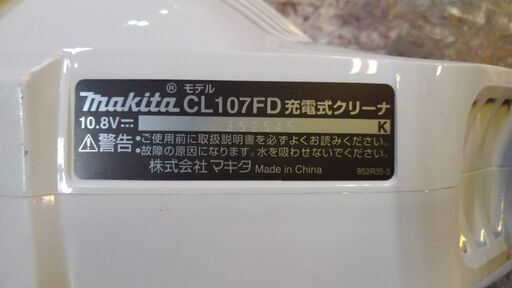 モデル
makita® CL107FD 充電式クリーナ
10.8V⎓ K
⚠警告 •ご使用前に取扱説明書を必ずよくお読みください。
•故障の原因になります。水を吸わせないでください。
株式会社マキタ Made in China
852R35-3